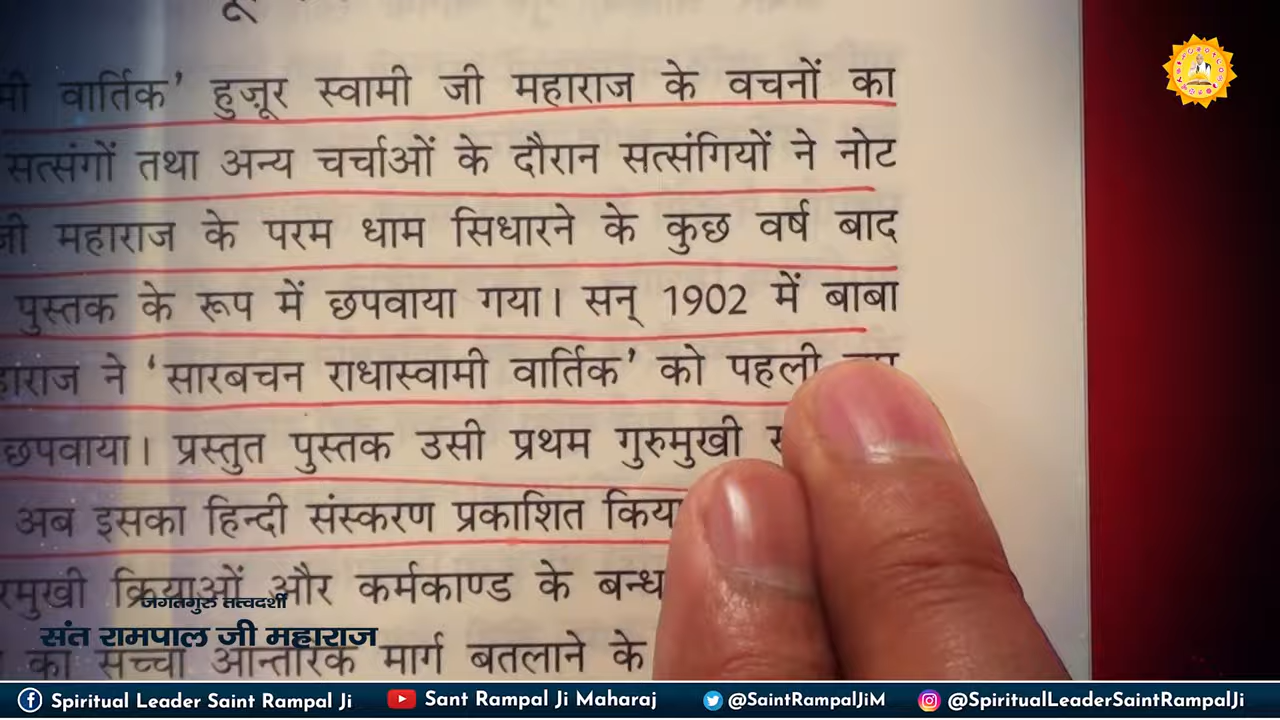 वार्तिक’ हुज़ूर स्वामी जी महाराज के वचनों का
सत्संगों तथा अन्य चर्चाओं के दौरान सत्संगियों ने नोट
महाराज के परम धाम सिधारने के कुछ वर्ष बाद
पुस्तक के रूप में छपवाया गया। सन् 1902 में बाबा
ने ‘सारबचन राधास्वामी वार्तिक’ को पहली
छपवाया। प्रस्तुत पुस्तक उसी प्रथम गुरुमुखी
अब इसका हिन्दी संस्करण प्रकाशित
क्रियाओं और कर्मकाण्ड के
का सच्चा आन्तरिक मार्ग बतलाने के
जगतगुरु तत्वदर्शी
संत रामपाल जी महाराज
Spiritual Leader Saint Rampal Ji
Sant Rampal Ji Maharaj
@SaintRampalJiM
@SpiritualLeaderSaintRampalJi